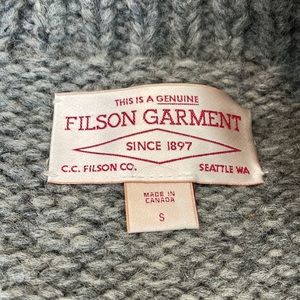 THIS IS A GENUINE
FILSON GARMENT
SINCE 1897
C.C. FILSON CO. SEATTLE WA
MADE IN
CANADA
S